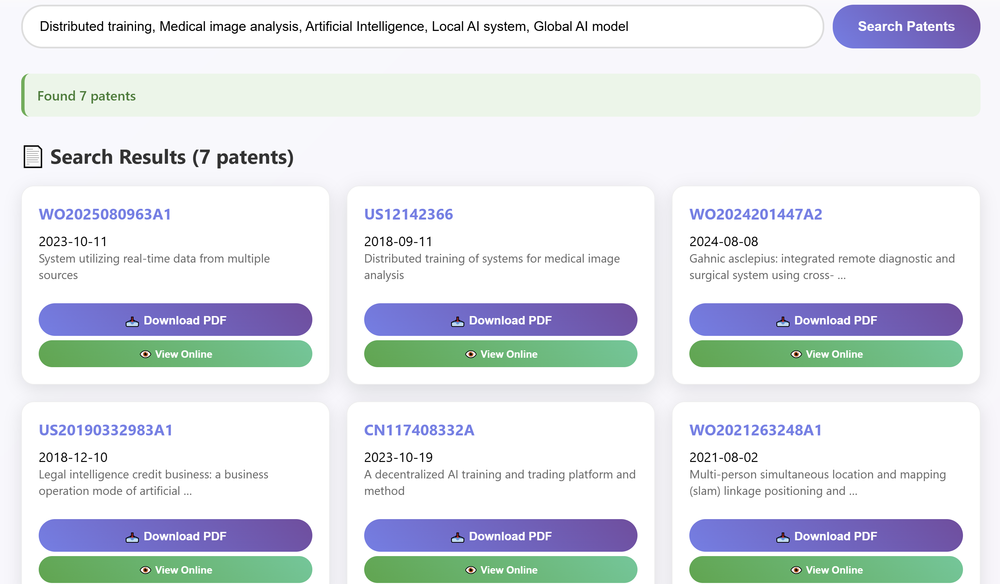 Distributed training, Medical image analysis, Artificial Intelligence, Local AI system, Global AI model
Search Patents
Found 7 patents
Search Results (7 patents)
WO2025080963A1
2023-10-11
System utilizing real-time data from multiple
sources
Download PDF
View Online
US12142366
2018-09-11
Distributed training of systems for medical image
analysis
Download PDF
View Online
WO2024201447A2
2024-08-08
Gahnic asclepius: integrated remote diagnostic and
surgical system using cross- ...
Download PDF
View Online
US20190332983A1
2018-12-10
Legal intelligence credit business: a business
operation mode of artificial ...
Download PDF
View Online
CN117408332A
2023-10-19
A decentralized AI training and trading platform and
method
Download PDF
View Online
WO2021263248A1
2021-08-02
Multi-person simultaneous location and mapping
(slam) linkage positioning and ...
Download PDF
View Online